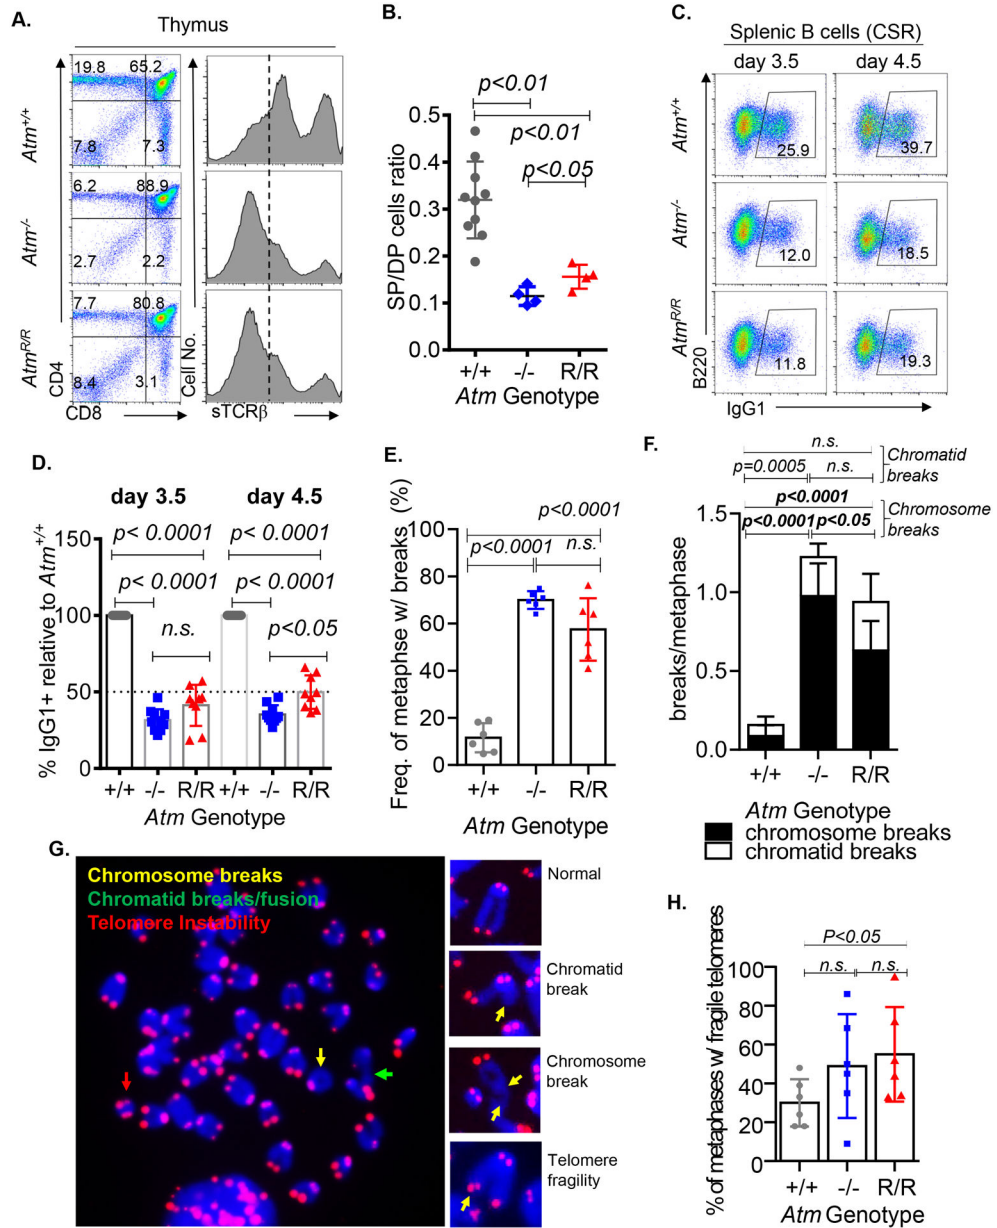 A.
Thymus
19.8 65.2
7.8 7.3
Atm+/+
6.2 88.9
2.7 2.2
Atm-/-
7.7 80.8
8.4 3.1
AtmR/R
CD4
CD8
Cell No.
sTCRβ
B.
p<0.01
p<0.01
p<0.05
SP/DP cells ratio
0.5
0.4
0.3
0.2
0.1
0.0
+/+ -/- R/R
Atm Genotype
C.
Splenic B cells (CSR)
day 3.5 day 4.5
Atm+/+
25.9 39.7
Atm-/-
12.0 18.5
AtmR/R
11.8 19.3
B220
IgG1
D.
day 3.5 day 4.5
p< 0.0001 p< 0.0001
p< 0.0001 p< 0.0001
n.s. p<0.05
% IgG1+ relative to Atm+/+
150
100
50
0
+/+ -/- R/R +/+ -/- R/R
Atm Genotype
E.
p<0.0001
p<0.0001 n.s.
Freq. of metaphse w/ breaks (%)
100
80
60
40
20
0
+/+ -/- R/R
Atm Genotype
F.
n.s.
p=0.0005 n.s.
Chromatid
breaks
p<0.0001
p<0.0001 p<0.05
Chromosome
breaks
breaks/metaphase
1.5
1.0
0.5
0.0
+/+ -/- R/R
Atm Genotype
chromosome breaks
chromatid breaks
G.
Chromosome breaks
Chromatid breaks/fusion
Telomere Instability
Normal
Chromatid
break
Chromosome
break
Telomere
fragility
H.
P<0.05
n.s. n.s.
% of metaphases w/ fragile telomeres
100
80
60
40
20
0
+/+ -/- R/R
Atm Genotype